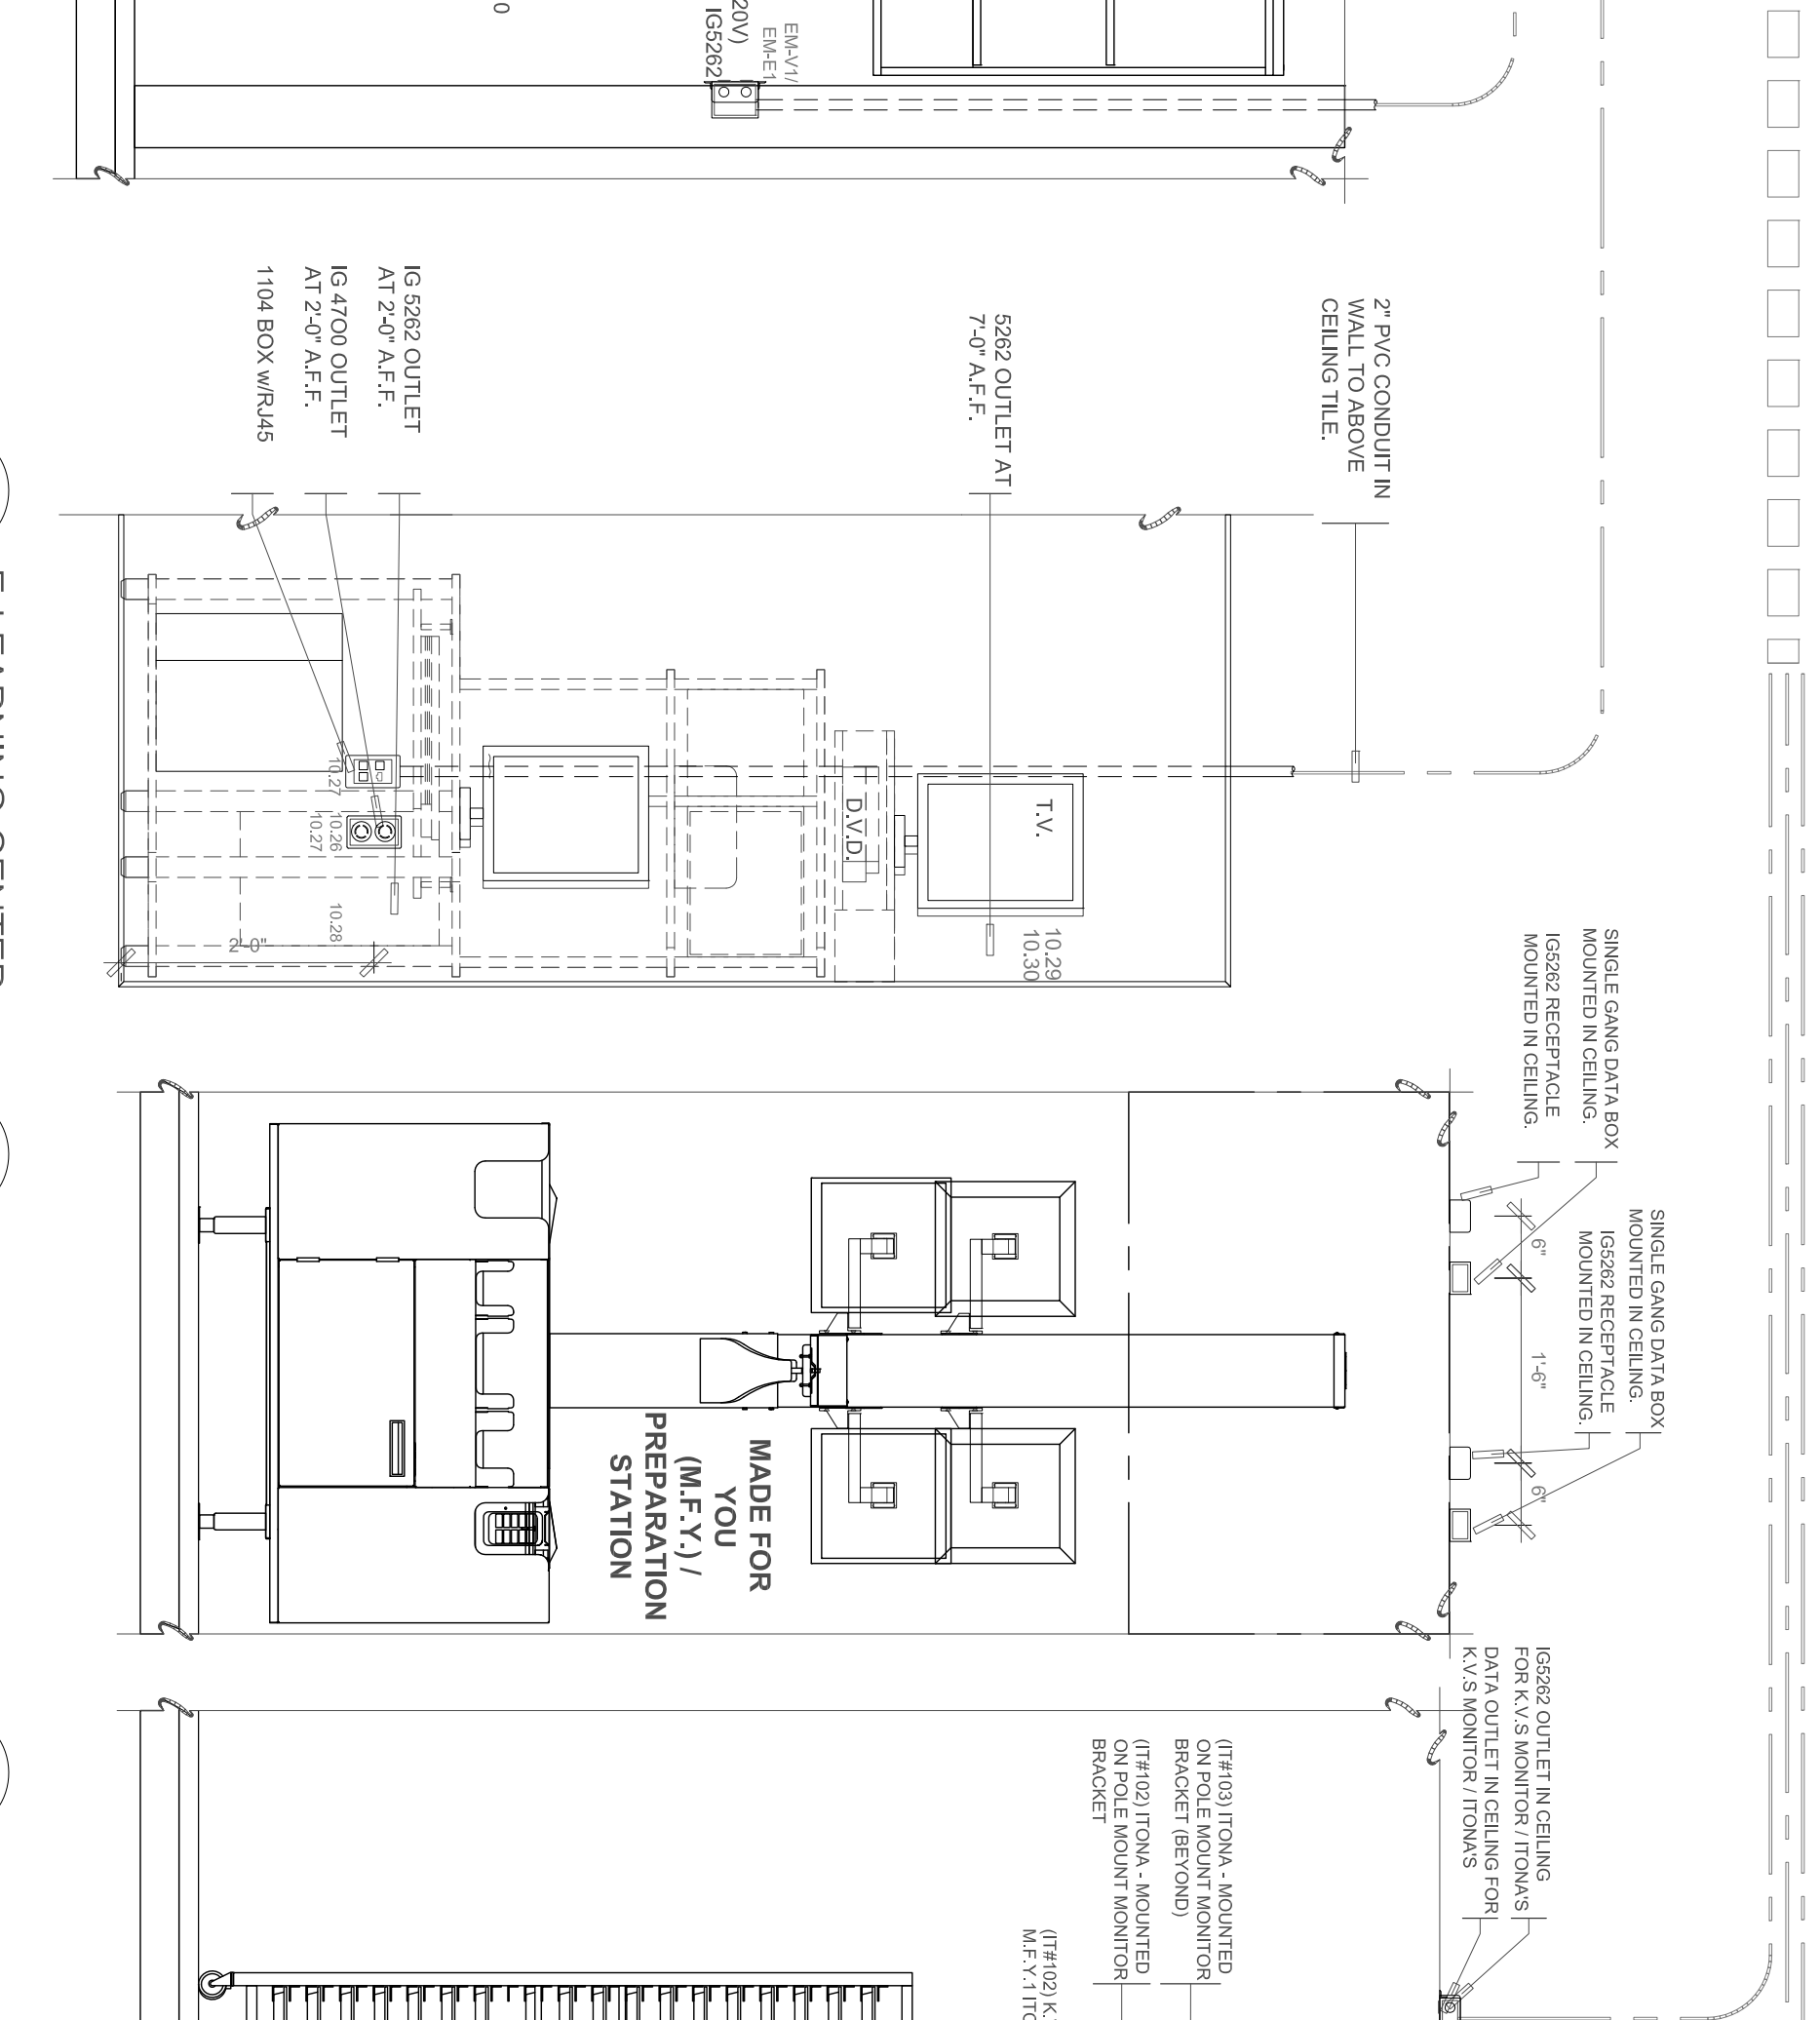 0
20V)
IG5262
EM-V1/
EM-E1
2" PVC CONDUIT IN
WALL TO ABOVE
CEILING TILE.
5262 OUTLET AT
7'-0" A.F.F.
IG 5262 OUTLET
AT 2'-0" A.F.F.
IG 4700 OUTLET
AT 2'-0" A.F.F.
1104 BOX w/RJ45
T.V.
D.V.D.
10.29
10.30
10.27
10.26
10.27
10.28
2'-0"
SINGLE GANG DATA BOX
MOUNTED IN CEILING.
IG5262 RECEPTACLE
MOUNTED IN CEILING.
SINGLE GANG DATA BOX
MOUNTED IN CEILING.
IG5262 RECEPTACLE
MOUNTED IN CEILING.
6"
1'-6"
6"
MADE FOR
YOU
(M.F.Y.) /
PREPARATION
STATION
IG5262 OUTLET IN CEILING
FOR K.V.S MONITOR / ITONA'S
DATA OUTLET IN CEILING FOR
K.V.S MONITOR / ITONA'S
(IT#103) ITONA - MOUNTED
ON POLE MOUNT MONITOR
BRACKET (BEYOND)
(IT#102) ITONA - MOUNTED
ON POLE MOUNT MONITOR
BRACKET
(IT#102) K.
M.F.Y.1 ITO